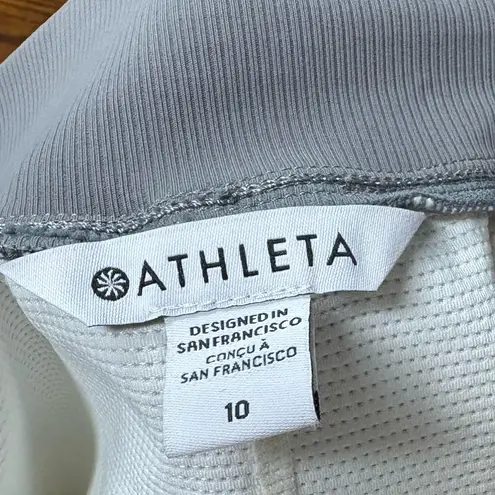 ATHLETA
DESIGNED IN
SAN FRANCISCO
CONÇU À
SAN FRANCISCO
10